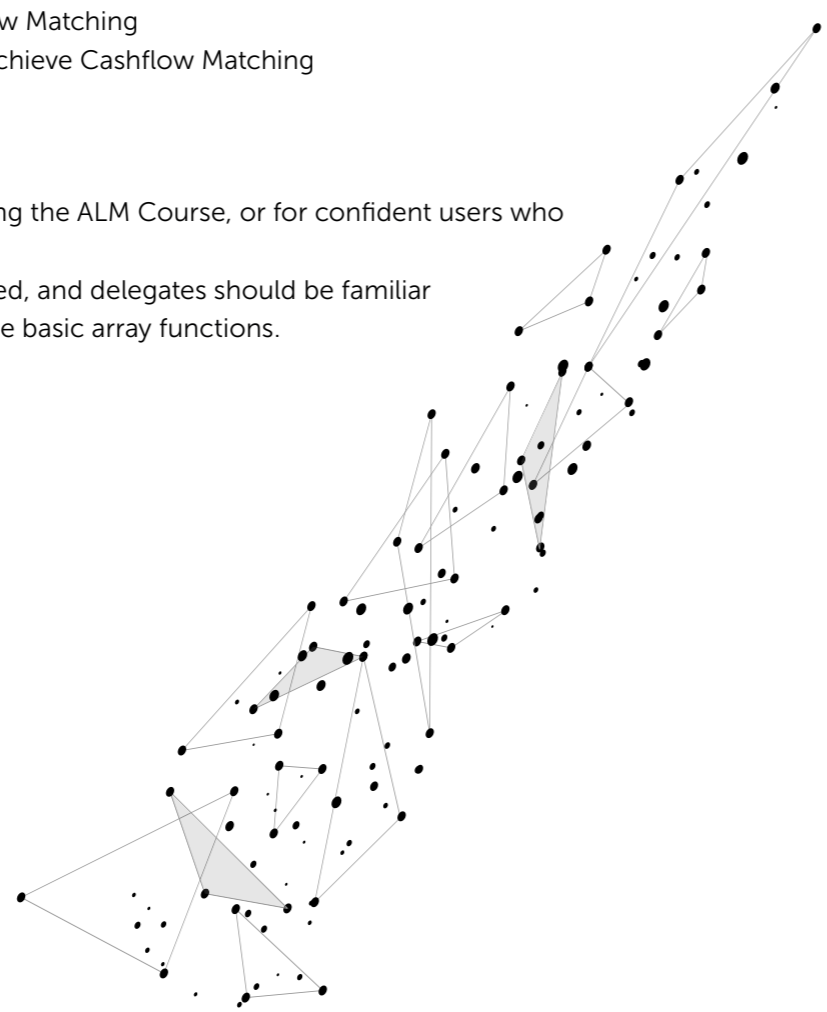 w Matching
chieve Cashflow Matching
ng the ALM Course, or for confident users who
ed, and delegates should be familiar
e basic array functions.